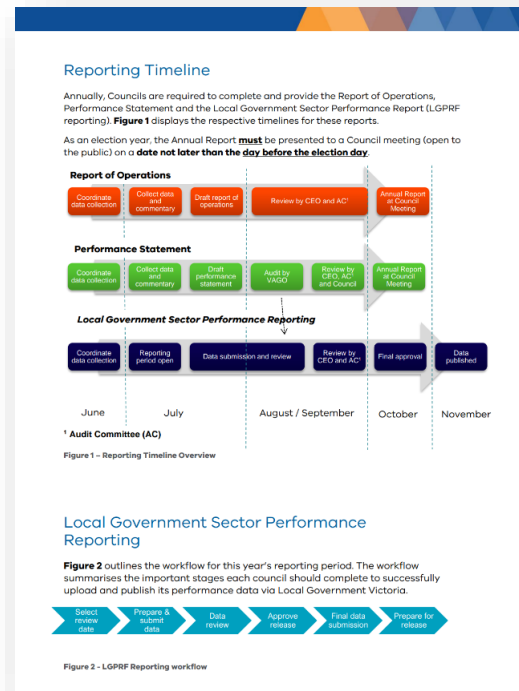 Reporting Timeline
Annually, Councils are required to complete and provide the Report of Operations,
Performance Statement and the Local Government Sector Performance Report (LGPRF
reporting). Figure 1 displays the respective timelines for these reports.
As an election year, the Annual Report must be presented to a Council meeting (open to
the public) on a date not later than the day before the election day.
Report of Operations
Coordinate
data collection
Collect data
and
commentary
Draft report of
operations
Review by CEO and AC¹
Annual Report
at Council
Meeting
Performance Statement
Coordinate
data collection
Collect data
and
commentary
Draft
performance
statement
Audit by
VAGO
Review by
CEO, AC¹
and Council
Annual Report
at Council
Meeting
Local Government Sector Performance Reporting
Coordinate
data collection
Reporting
period open
Data submission and review
Review by
CEO and AC¹
Final approval
Data
published
June
July
August / September
October
November
¹ Audit Committee (AC)
Figure 1 – Reporting Timeline Overview
Local Government Sector Performance
Reporting
Figure 2 outlines the workflow for this year's reporting period. The workflow
summarises the important stages each council should complete to successfully
upload and publish its performance data via Local Government Victoria.
Select
review
date
Prepare &
submit
data
Data
review
Approve
release
Final data
submission
Prepare for
release
Figure 2 - LGPRF Reporting workflow